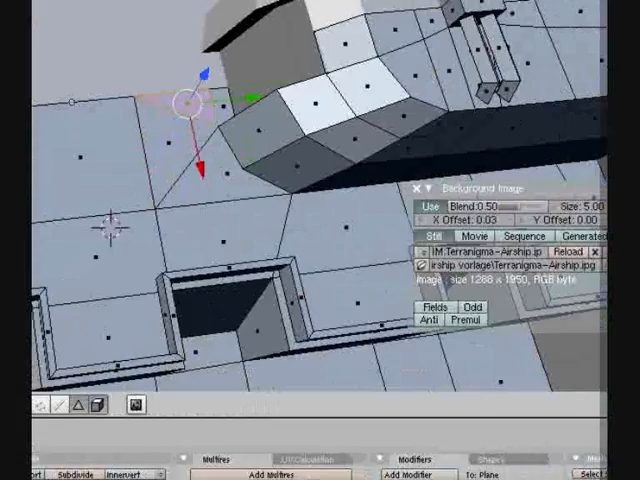 Background Image
Use Blend:0.50 Size: 5.00
X Offset: 0.03 Y Offset: 0.00
Still Movie Sequence Generated
IM:Terranigma-Airship.jp Reload
irship vorlage\Terranigma-Airship.jpg
Image: size 1288 x 1950, RGB byte
Fields Odd
Anti Premul
Multires Modifiers Shapes
Subdivide Innervert Add Multires Add Modifier To: Plane